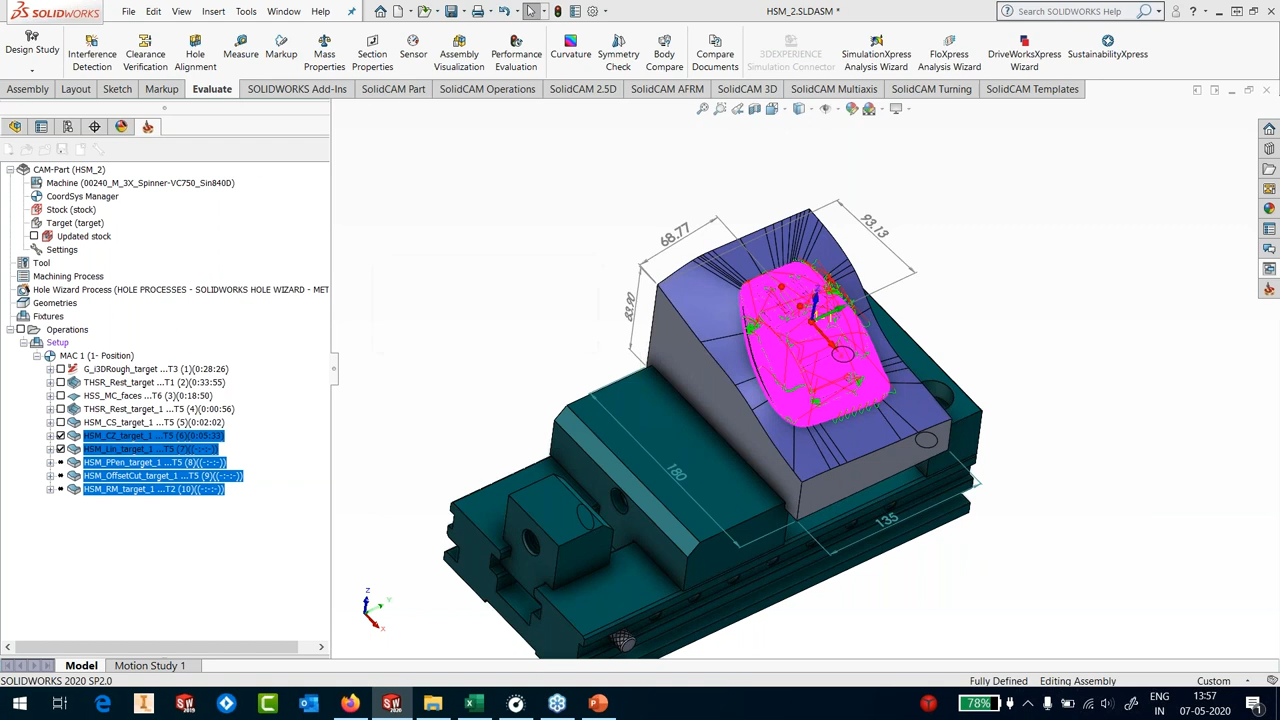 SOLIDWORKS
File Edit View Insert Tools Window Help
HSM_2.SLDASM *
Search SOLIDWORKS Help
Design Study
Interference Detection
Clearance Verification
Hole Alignment
Measure
Markup
Mass Properties
Section Properties
Sensor
Assembly Visualization
Performance Evaluation
Curvature
Symmetry Check
Body Compare
Compare Documents
3DEXPERIENCE Simulation Connector
SimulationXpress Analysis Wizard
FloXpress Analysis Wizard
DriveWorksXpress Wizard
SustainabilityXpress
Assembly Layout Sketch Markup Evaluate SOLIDWORKS Add-Ins SolidCAM Part SolidCAM Operations SolidCAM 2.5D SolidCAM AFRM SolidCAM 3D SolidCAM Multiaxis SolidCAM Turning SolidCAM Templates
CAM-Part (HSM_2)
Machine (00240_M_3X_Spinner-VC750_Sin840D)
CoordSys Manager
Stock (stock)
Target (target)
Updated stock
Settings
Tool
Machining Process
Hole Wizard Process (HOLE PROCESSES - SOLIDWORKS HOLE WIZARD - MET
Geometries
Fixtures
Operations
Setup
MAC 1 (1- Position)
G_i3DRough_target ...T3 (1)(0:28:26)
THSR_Rest_target ...T1 (2)(0:33:55)
HSS_MC_faces ...T6 (3)(0:18:50)
THSR_Rest_target_1 ...T5 (4)(0:00:56)
HSM_CS_target_1 ...T5 (5)(0:02:02)
HSM_CZ_target_1 ...T5 (6)(0:05:33)
HSM_Lin_target_1 ...T5 (7)((-:-:-))
HSM_PPen_target_1 ...T5 (8)((-:-:-))
HSM_OffsetCut_target_1 ...T5 (9)((-:-:-))
HSM_RM_target_1 ...T2 (10)((-:-:-))
68.77
93.13
180
135
z
x
Model Motion Study 1
SOLIDWORKS 2020 SP2.0
Fully Defined Editing Assembly Custom
78%
ENG
IN
13:57
07-05-2020